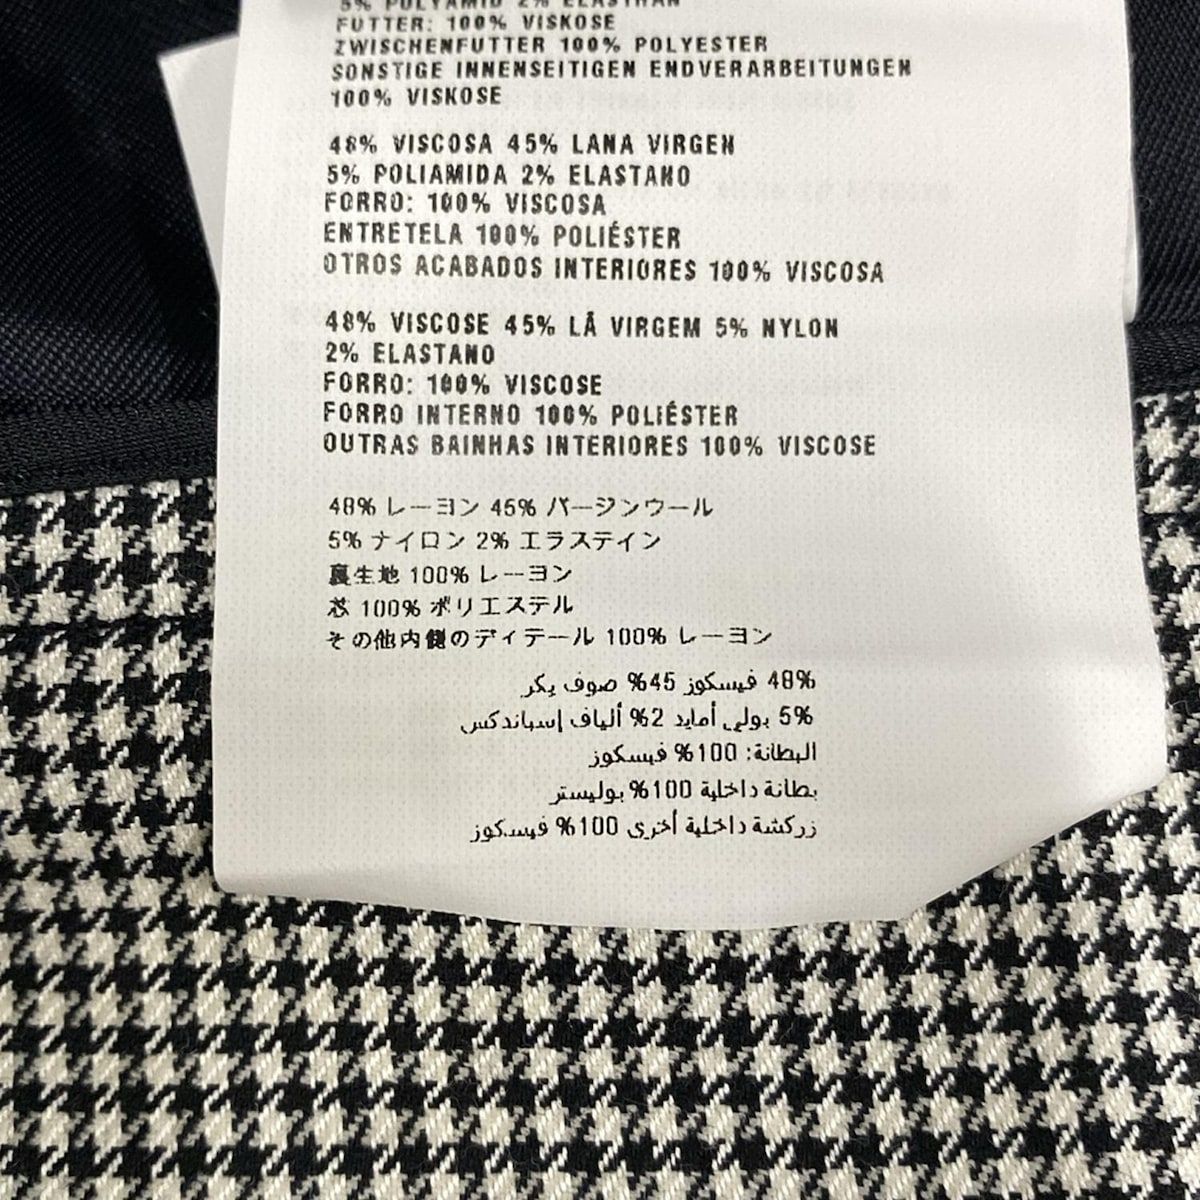 5% POLYAMID 2% ELASTHAN
FUTTER: 100% VISKOSE
ZWISCHENFUTTER 100% POLYESTER
SONSTIGE INNENSEITIGEN ENDVERARBEITUNGEN
100% VISKOSE
48% VISCOSA 45% LANA VIRGEN
5% POLIAMIDA 2% ELASTANO
FORRO: 100% VISCOSA
ENTRETELA 100% POLIÉSTER
OTROS ACABADOS INTERIORES 100% VISCOSA
48% VISCOSE 45% LÃ VIRGEM 5% NYLON
2% ELASTANO
FORRO: 100% VISCOSE
FORRO INTERNO 100% POLIÉSTER
OUTRAS BAINHAS INTERIORES 100% VISCOSE
48% レーヨン 45% バージンウール
5% ナイロン 2% エラステイン
裏生地 100% レーヨン
芯 100% ポリエステル
その他内側のディテール 100% レーヨン
48% فيسكوز 45% صوف بكر
5% بولي أمايد 2% ألياف إسباندكس
البطانة: 100% فيسكوز
بطانة داخلية 100% بوليستر
زركشة داخلية أخرى 100% فيسكوز